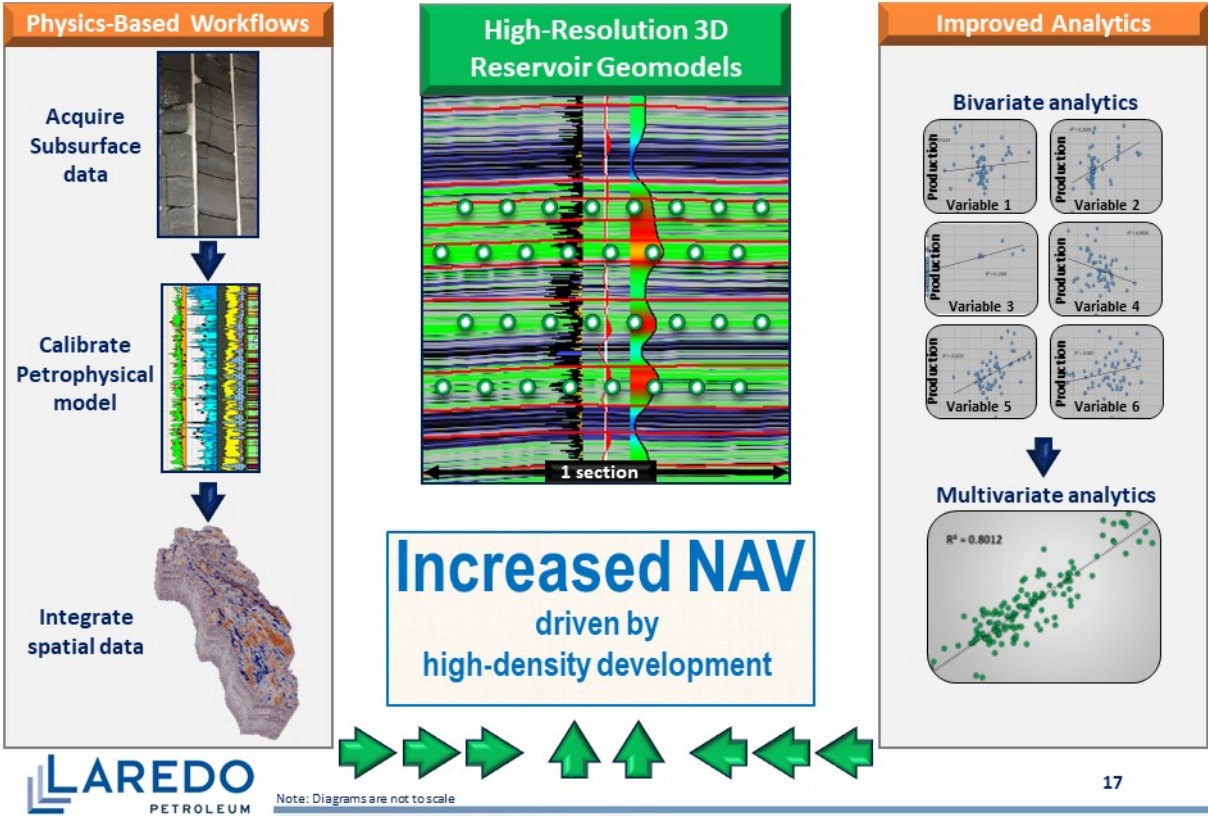 Physics-Based Workflows
Acquire
Subsurface
data
Calibrate
Petrophysical
model
Integrate
spatial data
High-Resolution 3D
Reservoir Geomodels
1 section
Increased NAV
driven by
high-density development
Improved Analytics
Bivariate analytics
Production
Variable 1
Production
Variable 2
Production
Variable 3
Production
Variable 4
Production
Variable 5
Production
Variable 6
Multivariate analytics
R² = 0.8012
LAREDO
PETROLEUM
Note: Diagrams are not to scale
17